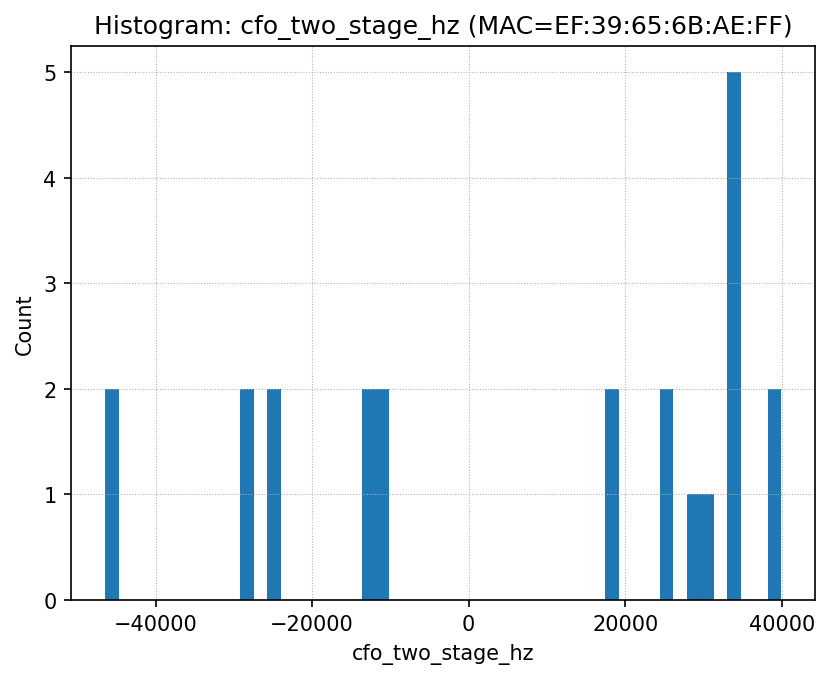 Histogram: cfo_two_stage_hz (MAC=EF:39:65:6B:AE:FF)
5
4
3
2
1
0
Count
−40000 −20000 0 20000 40000
cfo_two_stage_hz